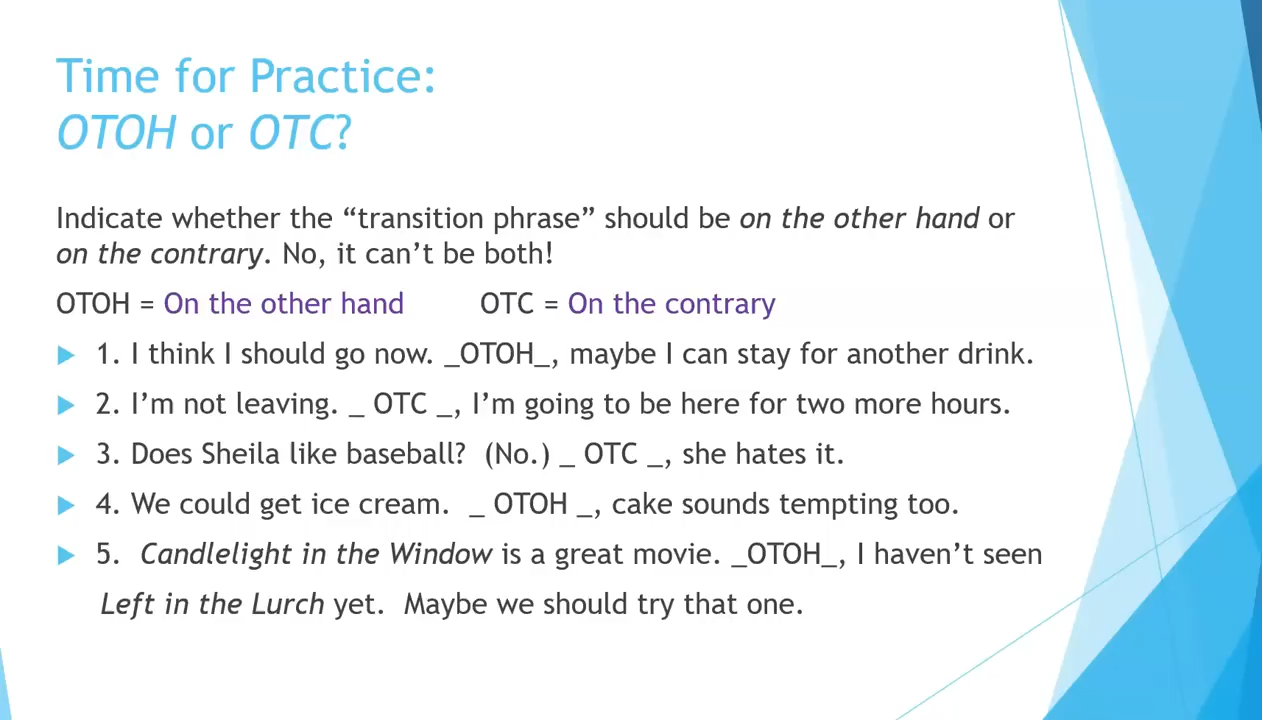 Time for Practice:
OTOH or OTC?
Indicate whether the “transition phrase” should be on the other hand or
on the contrary. No, it can’t be both!
OTOH = On the other hand OTC = On the contrary
1. I think I should go now. _OTOH_, maybe I can stay for another drink.
2. I’m not leaving. _ OTC _, I’m going to be here for two more hours.
3. Does Sheila like baseball? (No.) _ OTC _, she hates it.
4. We could get ice cream. _ OTOH _, cake sounds tempting too.
5. Candlelight in the Window is a great movie. _OTOH_, I haven’t seen
Left in the Lurch yet. Maybe we should try that one.